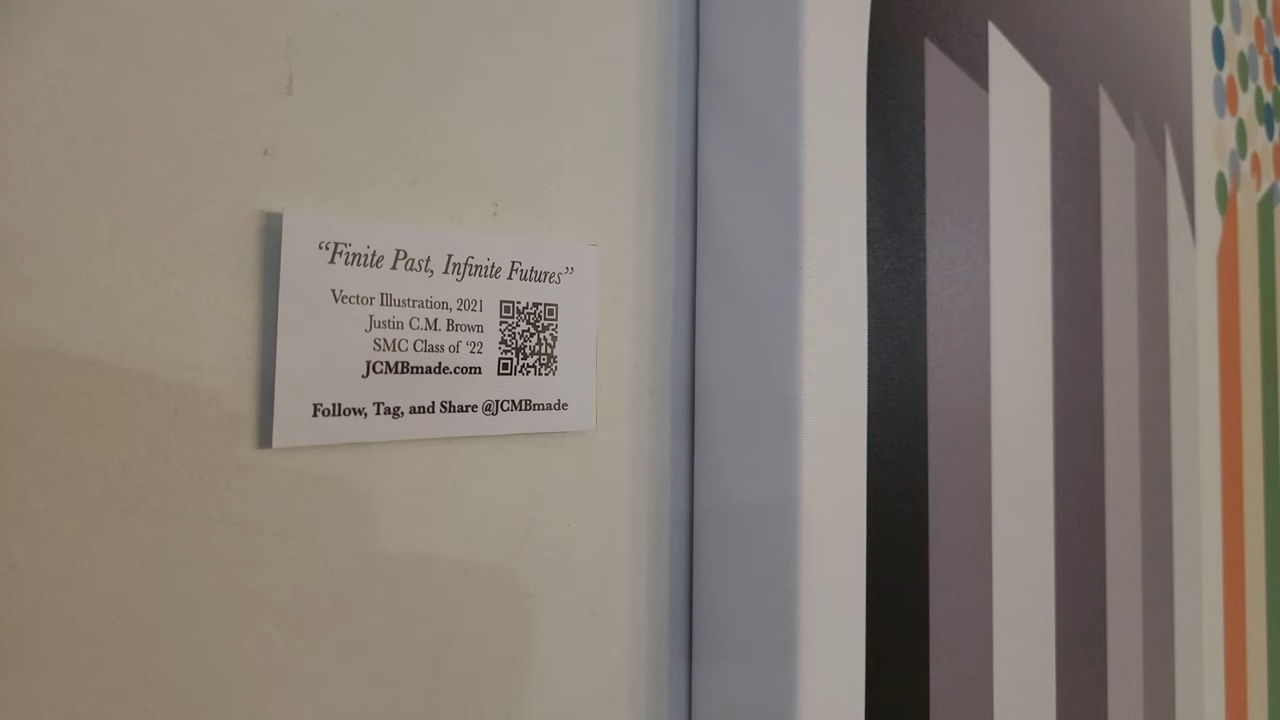 “Finite Past, Infinite Futures”
Vector Illustration, 2021
Justin C.M. Brown
SMC Class of ‘22
JCMBmade.com
Follow, Tag, and Share @JCMBmade